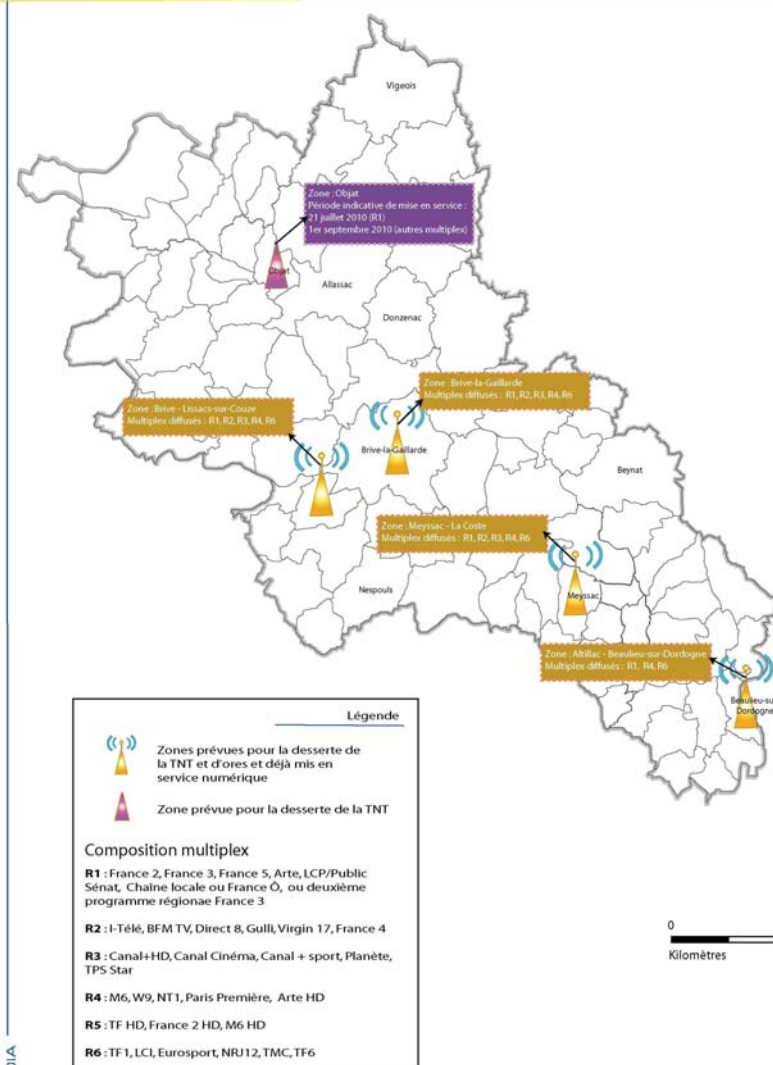 Vigeois
Zone : Objat
Période indicative de mise en service :
21 juillet 2010 (R1)
1er septembre 2010 (autres multiplex)
Objat
Allassac
Donzenac
Zone : Brive-la-Gaillarde
Multiplex diffusés : R1, R2, R3, R4, R6
Zone : Brive - Lissacs-sur-Couze
Multiplex diffusés : R1, R2, R3, R4, R6
Brive-la-Gaillarde
Beynat
Zone : Meyssac - La Coste
Multiplex diffusés : R1, R2, R3, R4, R6
Nespouls
Meyssac
Zone : Altillac - Beaulieu-sur-Dordogne
Multiplex diffusés : R1, R4, R6
Beaulieu-su
Dordogne
Légende
Zones prévues pour la desserte de
la TNT et d'ores et déjà mis en
service numérique
Zone prévue pour la desserte de la TNT
Composition multiplex
R1 : France 2, France 3, France 5, Arte, LCP/Public
Sénat, Chaîne locale ou France Ô, ou deuxième
programme régionae France 3
R2 : I-Télé, BFM TV, Direct 8, Gulli, Virgin 17, France 4
R3 : Canal+HD, Canal Cinéma, Canal + sport, Planète,
TPS Star
R4 : M6, W9, NT1, Paris Première, Arte HD
R5 : TF HD, France 2 HD, M6 HD
R6 : TF1, LCI, Eurosport, NRJ12, TMC, TF6
0
Kilomètres
DIA